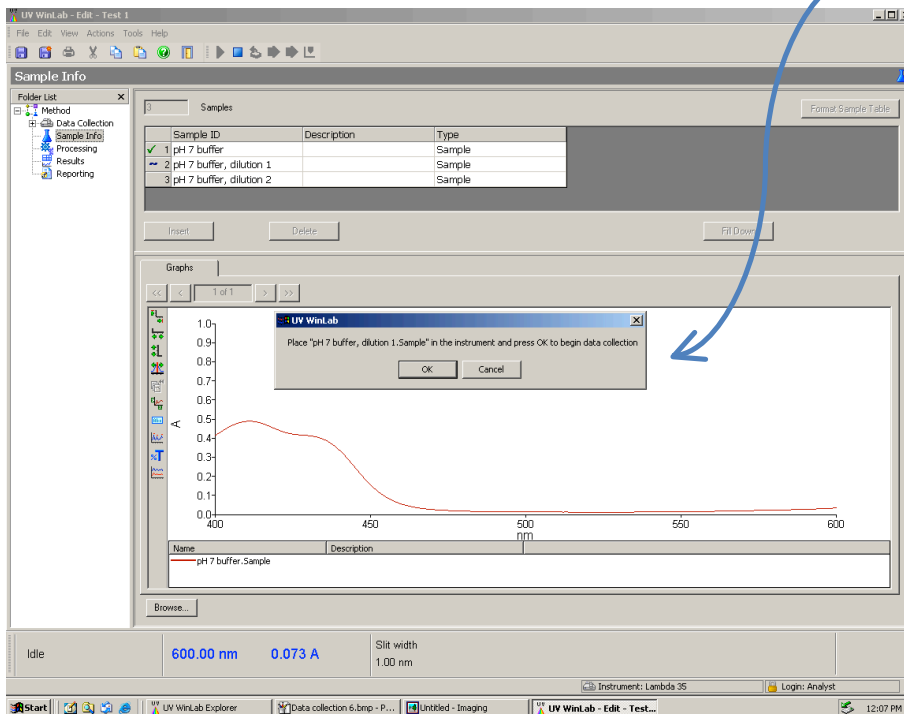 UV WinLab - Edit - Test 1
File Edit View Actions Tools Help
Sample Info
Folder List
Method
Data Collection
Sample Info
Processing
Results
Reporting
3 Samples
Format Sample Table
Sample ID Description Type
1 pH 7 buffer Sample
2 pH 7 buffer, dilution 1 Sample
3 pH 7 buffer, dilution 2 Sample
Insert Delete Fill Down
Graphs
<< < 1 of 1 > >>
UV WinLab
Place "pH 7 buffer, dilution 1.Sample" in the instrument and press OK to begin data collection
OK Cancel
1.0
0.9
0.8
0.7
0.6
0.5
A
0.4
0.3
0.2
0.1
0.0
400 450 500 550 600
nm
Name Description
pH 7 buffer.Sample
Browse...
Idle 600.00 nm 0.073 A
Slit width
1.00 nm
Instrument: Lambda 35 Login: Analyst
Start UV WinLab Explorer Data collection 6.bmp - P... Untitled - Imaging UV WinLab - Edit - Test... 12:07 PM